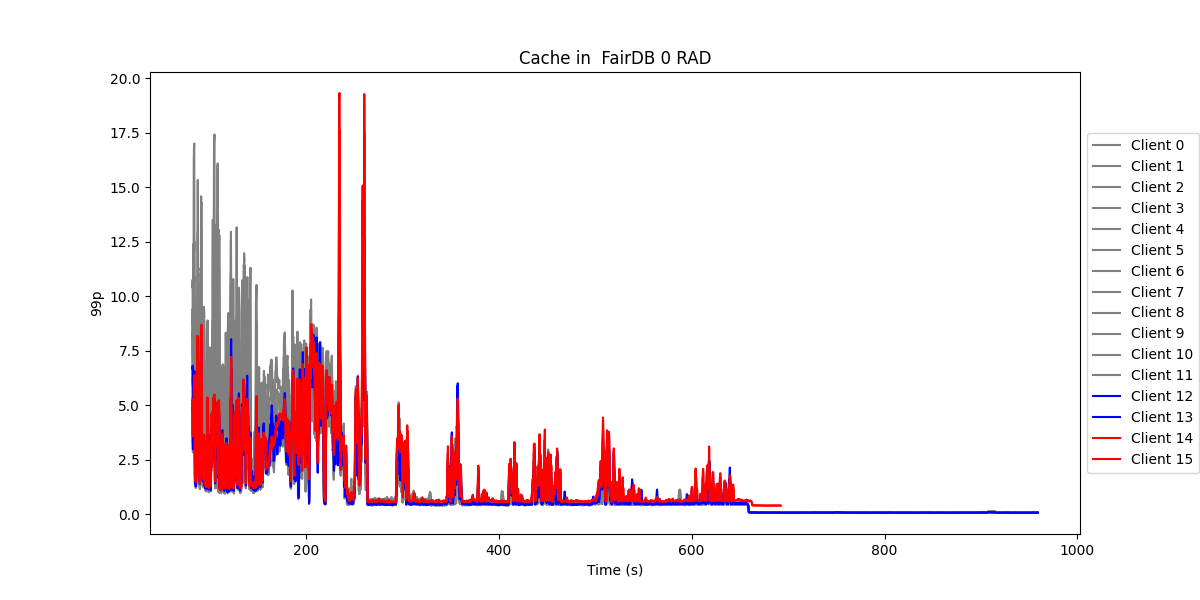 Cache in  FairDB 0 RAD
20.0
17.5
15.0
12.5
10.0
7.5
5.0
2.5
0.0
99p
200
400
600
800
1000
Time (s)
Client 0
Client 1
Client 2
Client 3
Client 4
Client 5
Client 6
Client 7
Client 8
Client 9
Client 10
Client 11
Client 12
Client 13
Client 14
Client 15